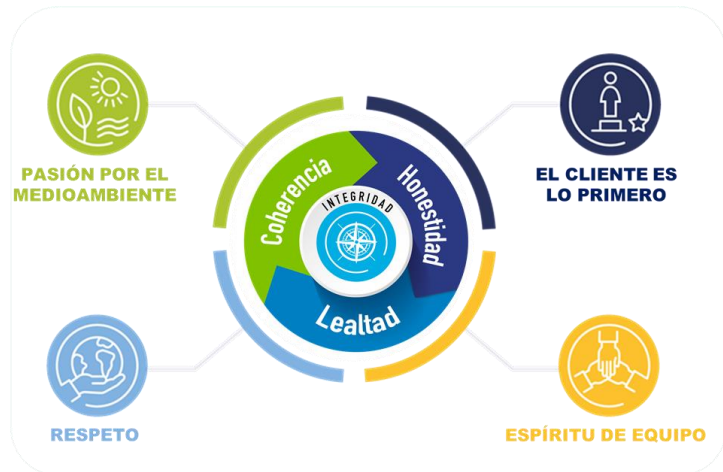 PASIÓN POR EL
MEDIOAMBIENTE
EL CLIENTE ES
LO PRIMERO
Coherencia
Honestidad
INTEGRIDAD
Lealtad
RESPETO
ESPÍRITU DE EQUIPO